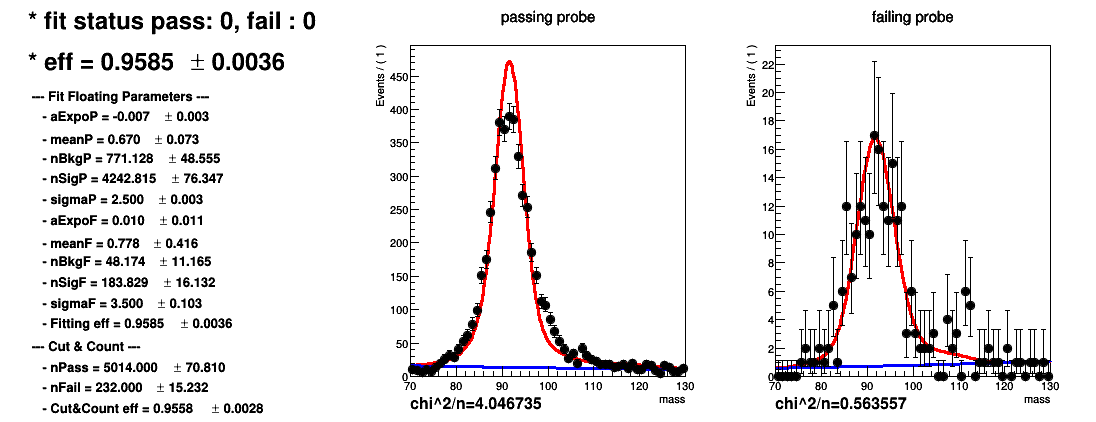 * fit status pass: 0, fail : 0
* eff = 0.9585 ± 0.0036
--- Fit Floating Parameters ---
- aExpoP = -0.007 ± 0.003
- meanP = 0.670 ± 0.073
- nBkgP = 771.128 ± 48.555
- nSigP = 4242.815 ± 76.347
- sigmaP = 2.500 ± 0.003
- aExpoF = 0.010 ± 0.011
- meanF = 0.778 ± 0.416
- nBkgF = 48.174 ± 11.165
- nSigF = 183.829 ± 16.132
- sigmaF = 3.500 ± 0.103
- Fitting eff = 0.9585 ± 0.0036
--- Cut & Count ---
- nPass = 5014.000 ± 70.810
- nFail = 232.000 ± 15.232
- Cut&Count eff = 0.9558 ± 0.0028
passing probe
Events / ( 1 )
450
400
350
300
250
200
150
100
50
0
70 80 90 100 110 120 130
mass
chi^2/n=4.046735
failing probe
Events / ( 1 )
22
20
18
16
14
12
10
8
6
4
2
0
70 80 90 100 110 120 130
mass
chi^2/n=0.563557